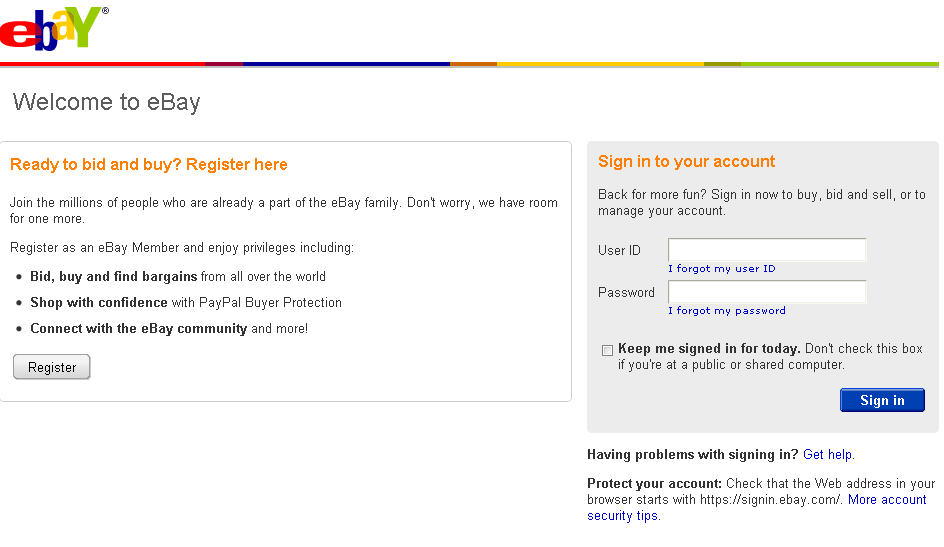 ebaY®
Welcome to eBay
Ready to bid and buy? Register here
Join the millions of people who are already a part of the eBay family. Don't worry, we have room
for one more.
Register as an eBay Member and enjoy privileges including:
• Bid, buy and find bargains from all over the world
• Shop with confidence with PayPal Buyer Protection
• Connect with the eBay community and more!
Register
Sign in to your account
Back for more fun? Sign in now to buy, bid and sell, or to
manage your account.
User ID
I forgot my user ID
Password
I forgot my password
Keep me signed in for today. Don't check this box
if you're at a public or shared computer.
Sign in
Having problems with signing in? Get help.
Protect your account: Check that the Web address in your
browser starts with https://signin.ebay.com/. More account
security tips.